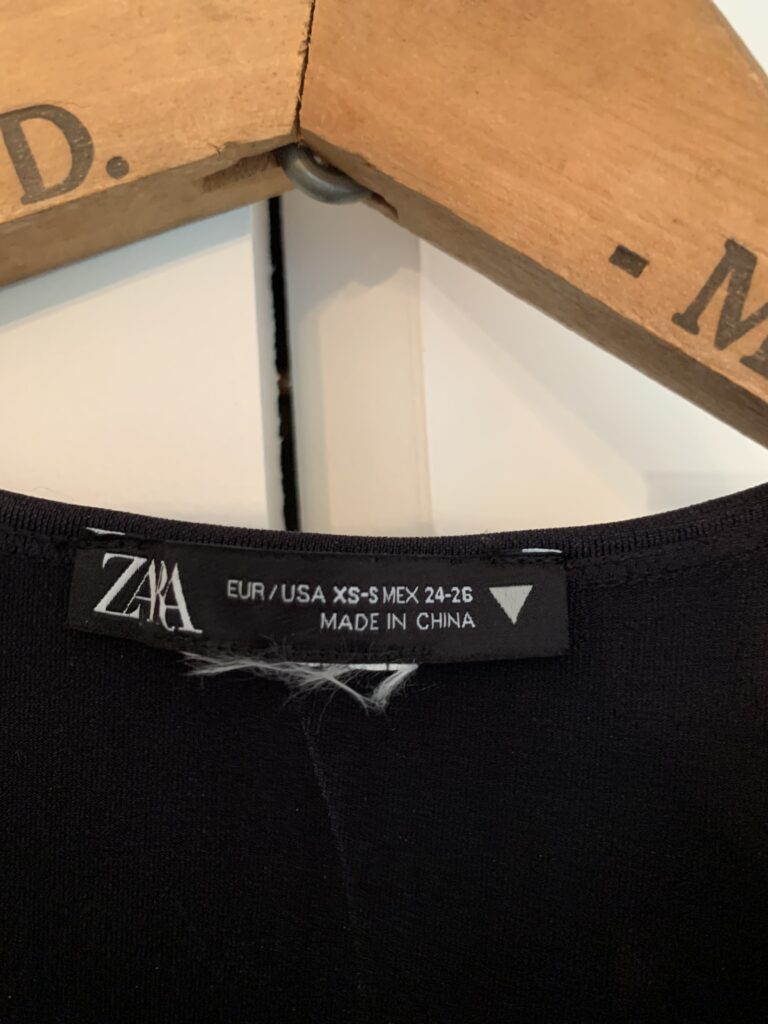 D.
- M
ZARA
EUR/USA XS-S MEX 24-26
MADE IN CHINA